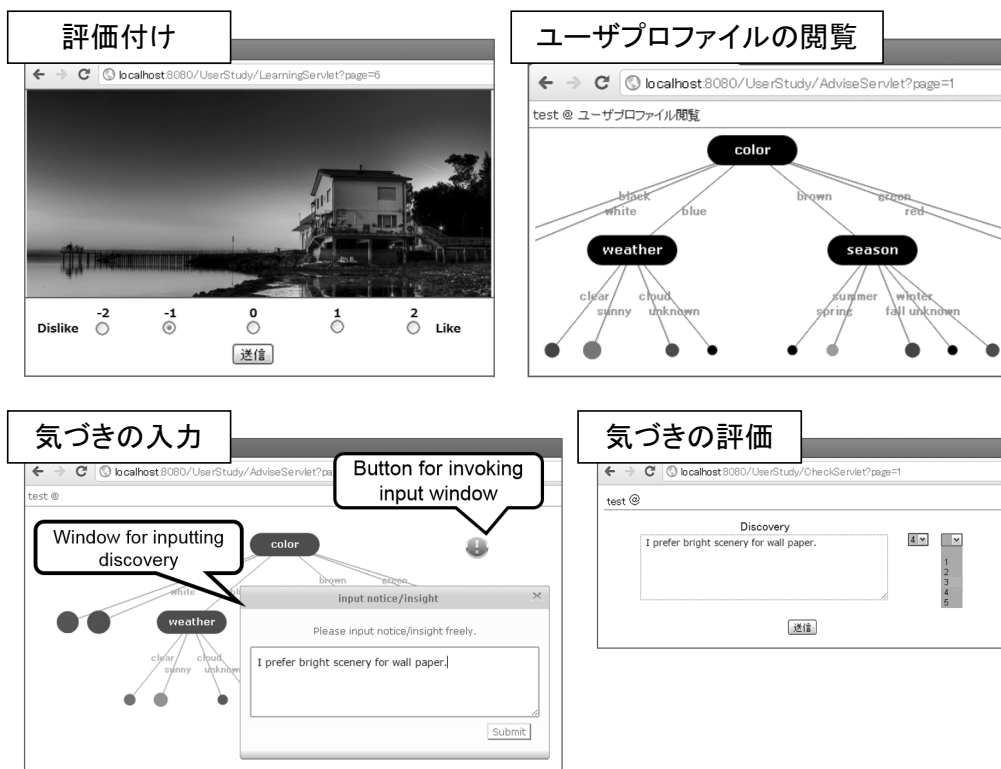 評価付け
localhost:8080/UserStudy/LearningServlet?page=6
-2 -1 0 1 2
Dislike Like
送信
ユーザプロファイルの閲覧
localhost:8080/UserStudy/AdviseServlet?page=1
test @ ユーザプロファイル閲覧
color
black brown green
white blue red
weather season
clear cloud summer winter
sunny unknown spring fall unknown
気づきの入力
localhost:8080/UserStudy/AdviseServlet?pa
test @
Button for invoking
input window
Window for inputting
discovery
color
brown green
white bl
weather
clear cloud
sunny unknow
input notice/insight
Please input notice/insight freely.
I prefer bright scenery for wall paper.
Submit
気づきの評価
localhost:8080/UserStudy/CheckServlet?page=1
test @
Discovery
I prefer bright scenery for wall paper.
4
1
2
3
4
5
送信